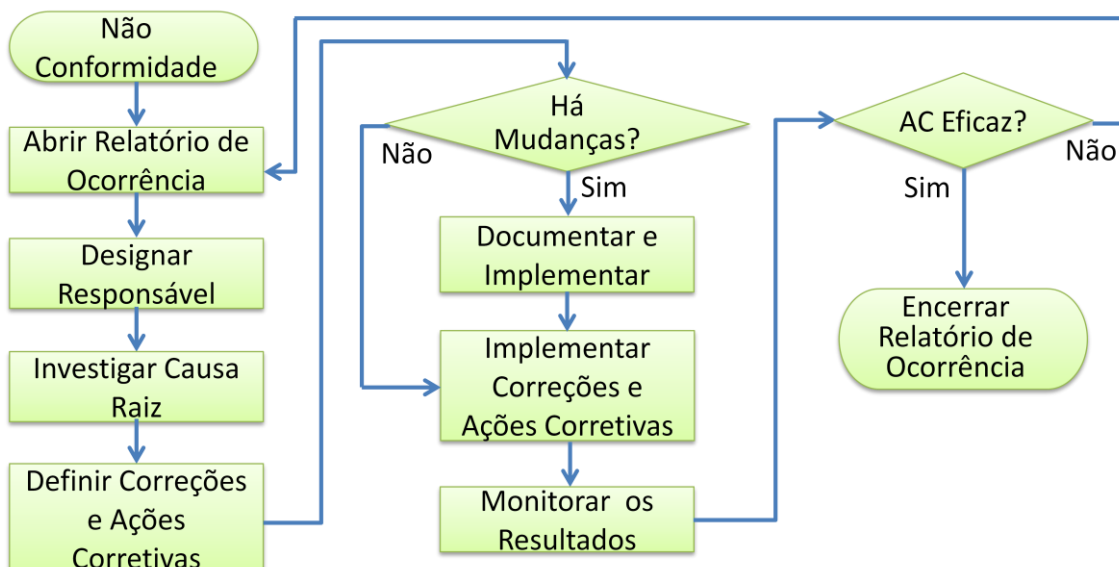 Não
Conformidade
Abrir Relatório de
Ocorrência
Designar
Responsável
Investigar Causa
Raiz
Definir Correções
e Ações
Corretivas
Há
Mudanças?
Não
Sim
Documentar e
Implementar
Implementar
Correções e
Ações Corretivas
Monitorar os
Resultados
AC Eficaz?
Não
Sim
Encerrar
Relatório de
Ocorrência